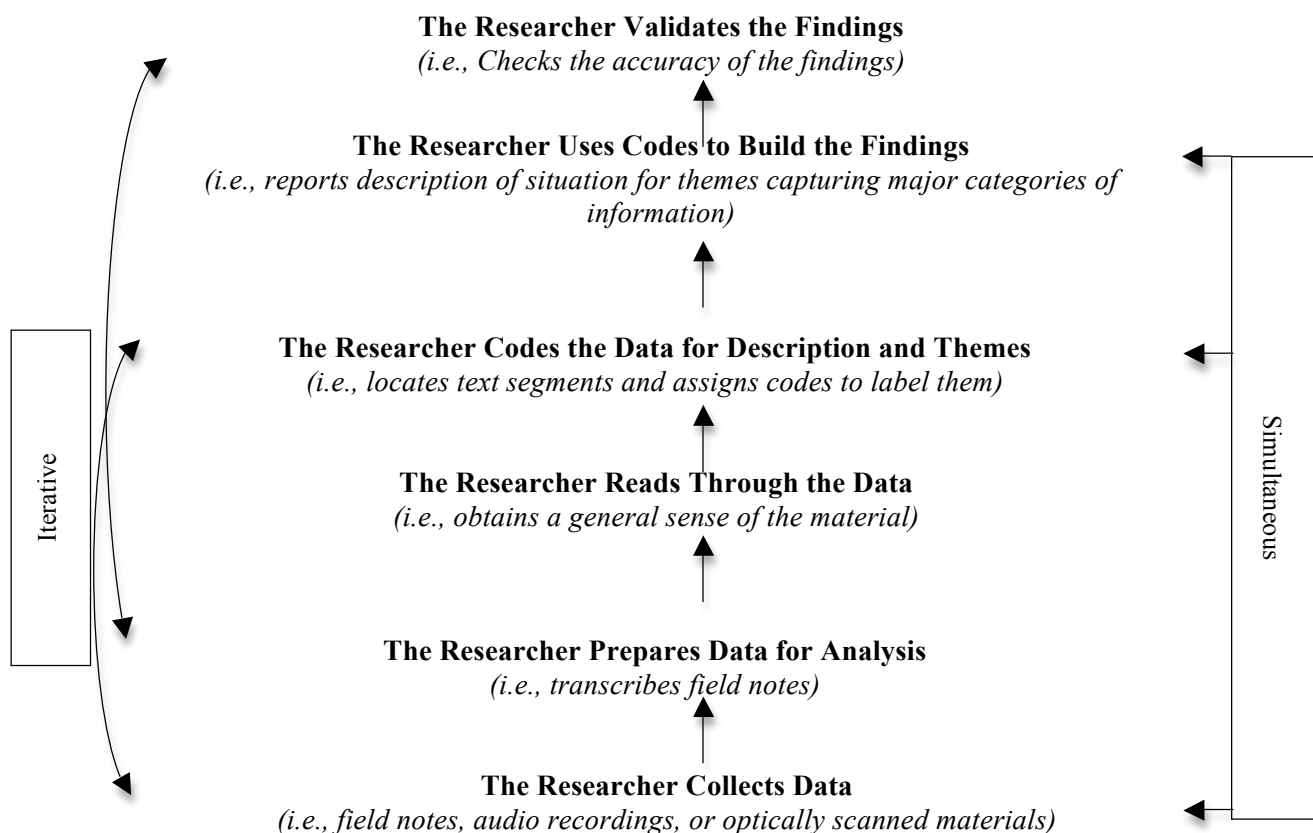 The Researcher Validates the Findings
(i.e., Checks the accuracy of the findings)
The Researcher Uses Codes to Build the Findings
(i.e., reports description of situation for themes capturing major categories of
information)
The Researcher Codes the Data for Description and Themes
(i.e., locates text segments and assigns codes to label them)
The Researcher Reads Through the Data
(i.e., obtains a general sense of the material)
The Researcher Prepares Data for Analysis
(i.e., transcribes field notes)
The Researcher Collects Data
(i.e., field notes, audio recordings, or optically scanned materials)
Iterative
Simultaneous